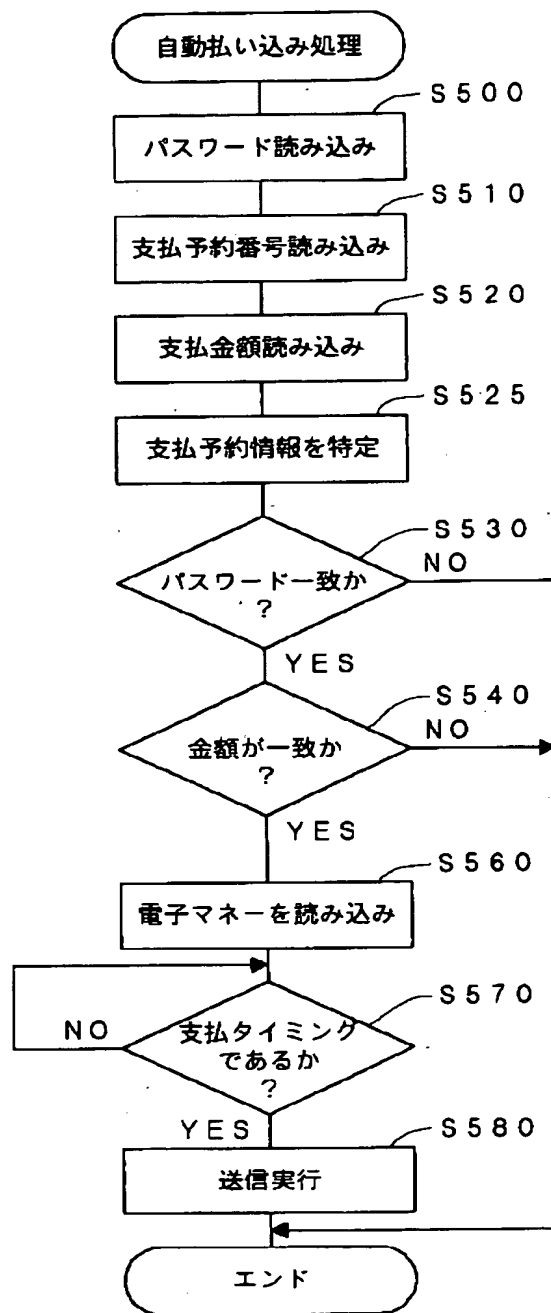 自動払い込み処理
S500
パスワード読み込み
S510
支払予約番号読み込み
S520
支払金額読み込み
S525
支払予約情報を特定
S530
パスワード一致か
?
NO
YES
S540
金額が一致か
?
NO
YES
S560
電子マネーを読み込み
S570
支払タイミング
であるか
?
NO
YES
S580
送信実行
エンド